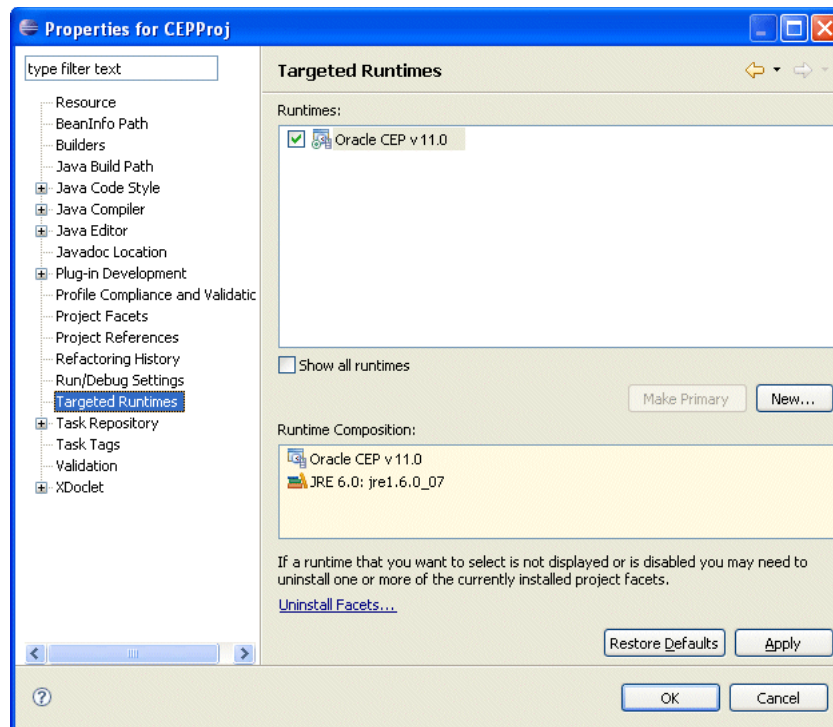 Properties for CEPProj
type filter text
Resource
BeanInfo Path
Builders
Java Build Path
Java Code Style
Java Compiler
Java Editor
Javadoc Location
Plug-in Development
Profile Compliance and Validatic
Project Facets
Project References
Refactoring History
Run/Debug Settings
Targeted Runtimes
Task Repository
Task Tags
Validation
XDoclet
Targeted Runtimes
Runtimes:
Oracle CEP v 11.0
Show all runtimes
Make Primary
New...
Runtime Composition:
Oracle CEP v 11.0
JRE 6.0: jre1.6.0_07
If a runtime that you want to select is not displayed or is disabled you may need to
uninstall one or more of the currently installed project facets.
Uninstall Facets...
Restore Defaults
Apply
OK
Cancel